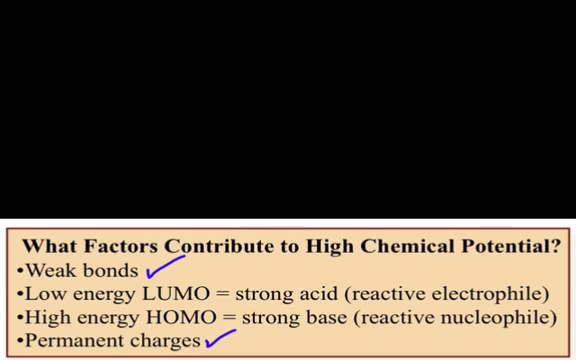 What Factors Contribute to High Chemical Potential?
•Weak bonds
•Low energy LUMO = strong acid (reactive electrophile)
•High energy HOMO = strong base (reactive nucleophile)
•Permanent charges